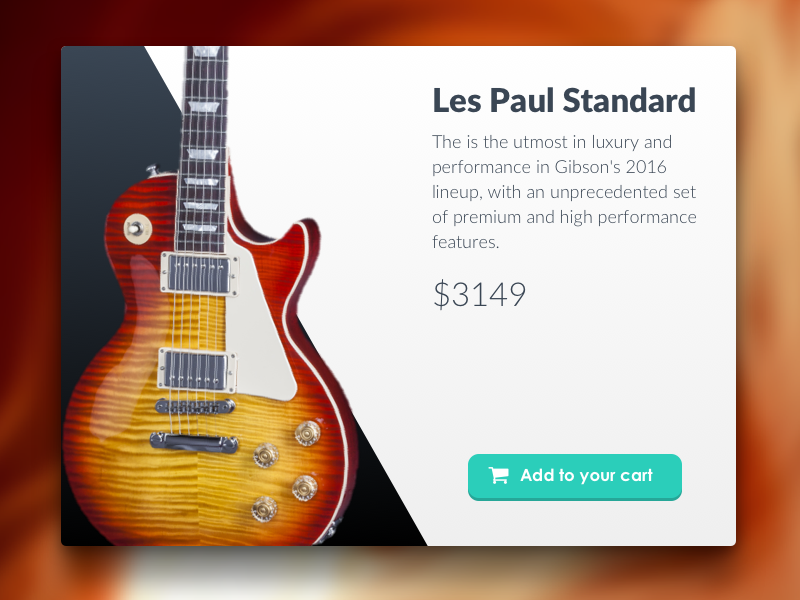 Les Paul Standard
The is the utmost in luxury and
performance in Gibson's 2016
lineup, with an unprecedented set
of premium and high performance
features.
$3149
Add to your cart